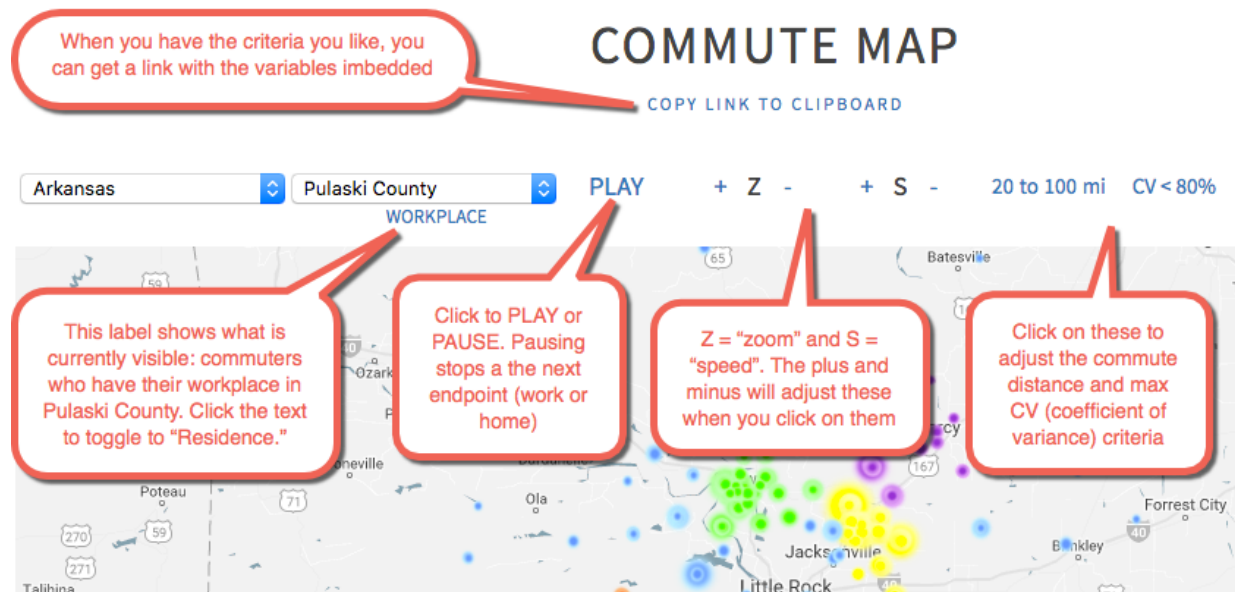 When you have the criteria you like, you
can get a link with the variables imbedded
COMMUTE MAP
COPY LINK TO CLIPBOARD
Arkansas
Pulaski County
PLAY
+ Z -
+ S -
20 to 100 mi
CV < 80%
WORKPLACE
This label shows what is
currently visible: commuters
who have their workplace in
Pulaski County. Click the text
to toggle to “Residence.”
Click to PLAY or
PAUSE. Pausing
stops a the next
endpoint (work or
home)
Z = “zoom” and S =
“speed”. The plus and
minus will adjust these
when you click on them
Click on these to
adjust the commute
distance and max
CV (coefficient of
variance) criteria
65
Batesville
59
40
167
Poteau
71
Ola
Forrest City
270
59
40
271
Jacksonville
Brinkley
Little Rock
40
Talihina